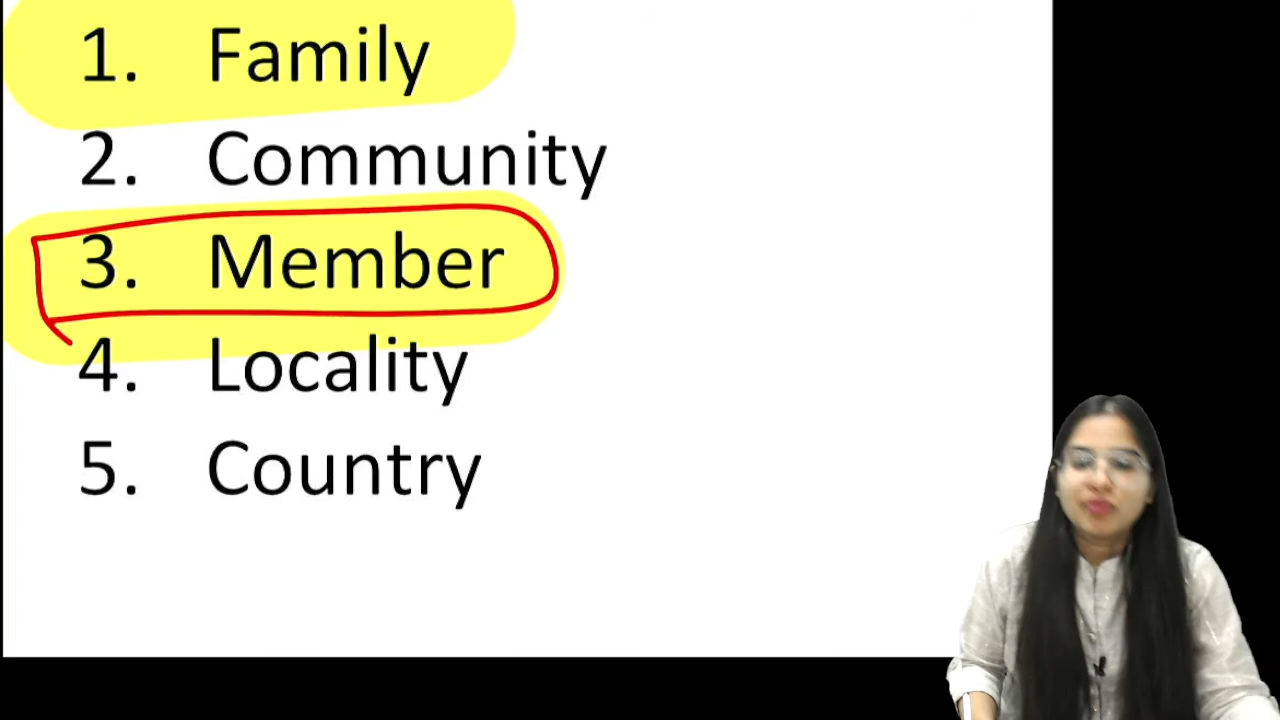 1. Family
2. Community
3. Member
4. Locality
5. Country